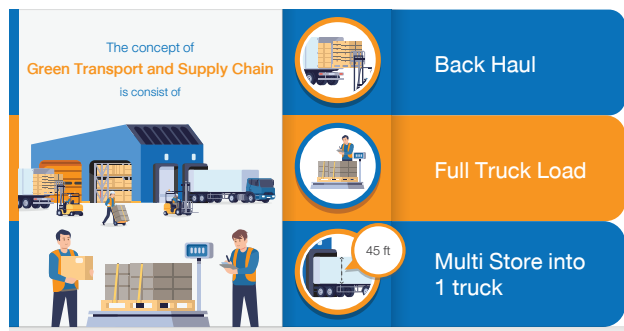 The concept of
Green Transport and Supply Chain
is consist of
Back Haul
Full Truck Load
45 ft
Multi Store into
1 truck